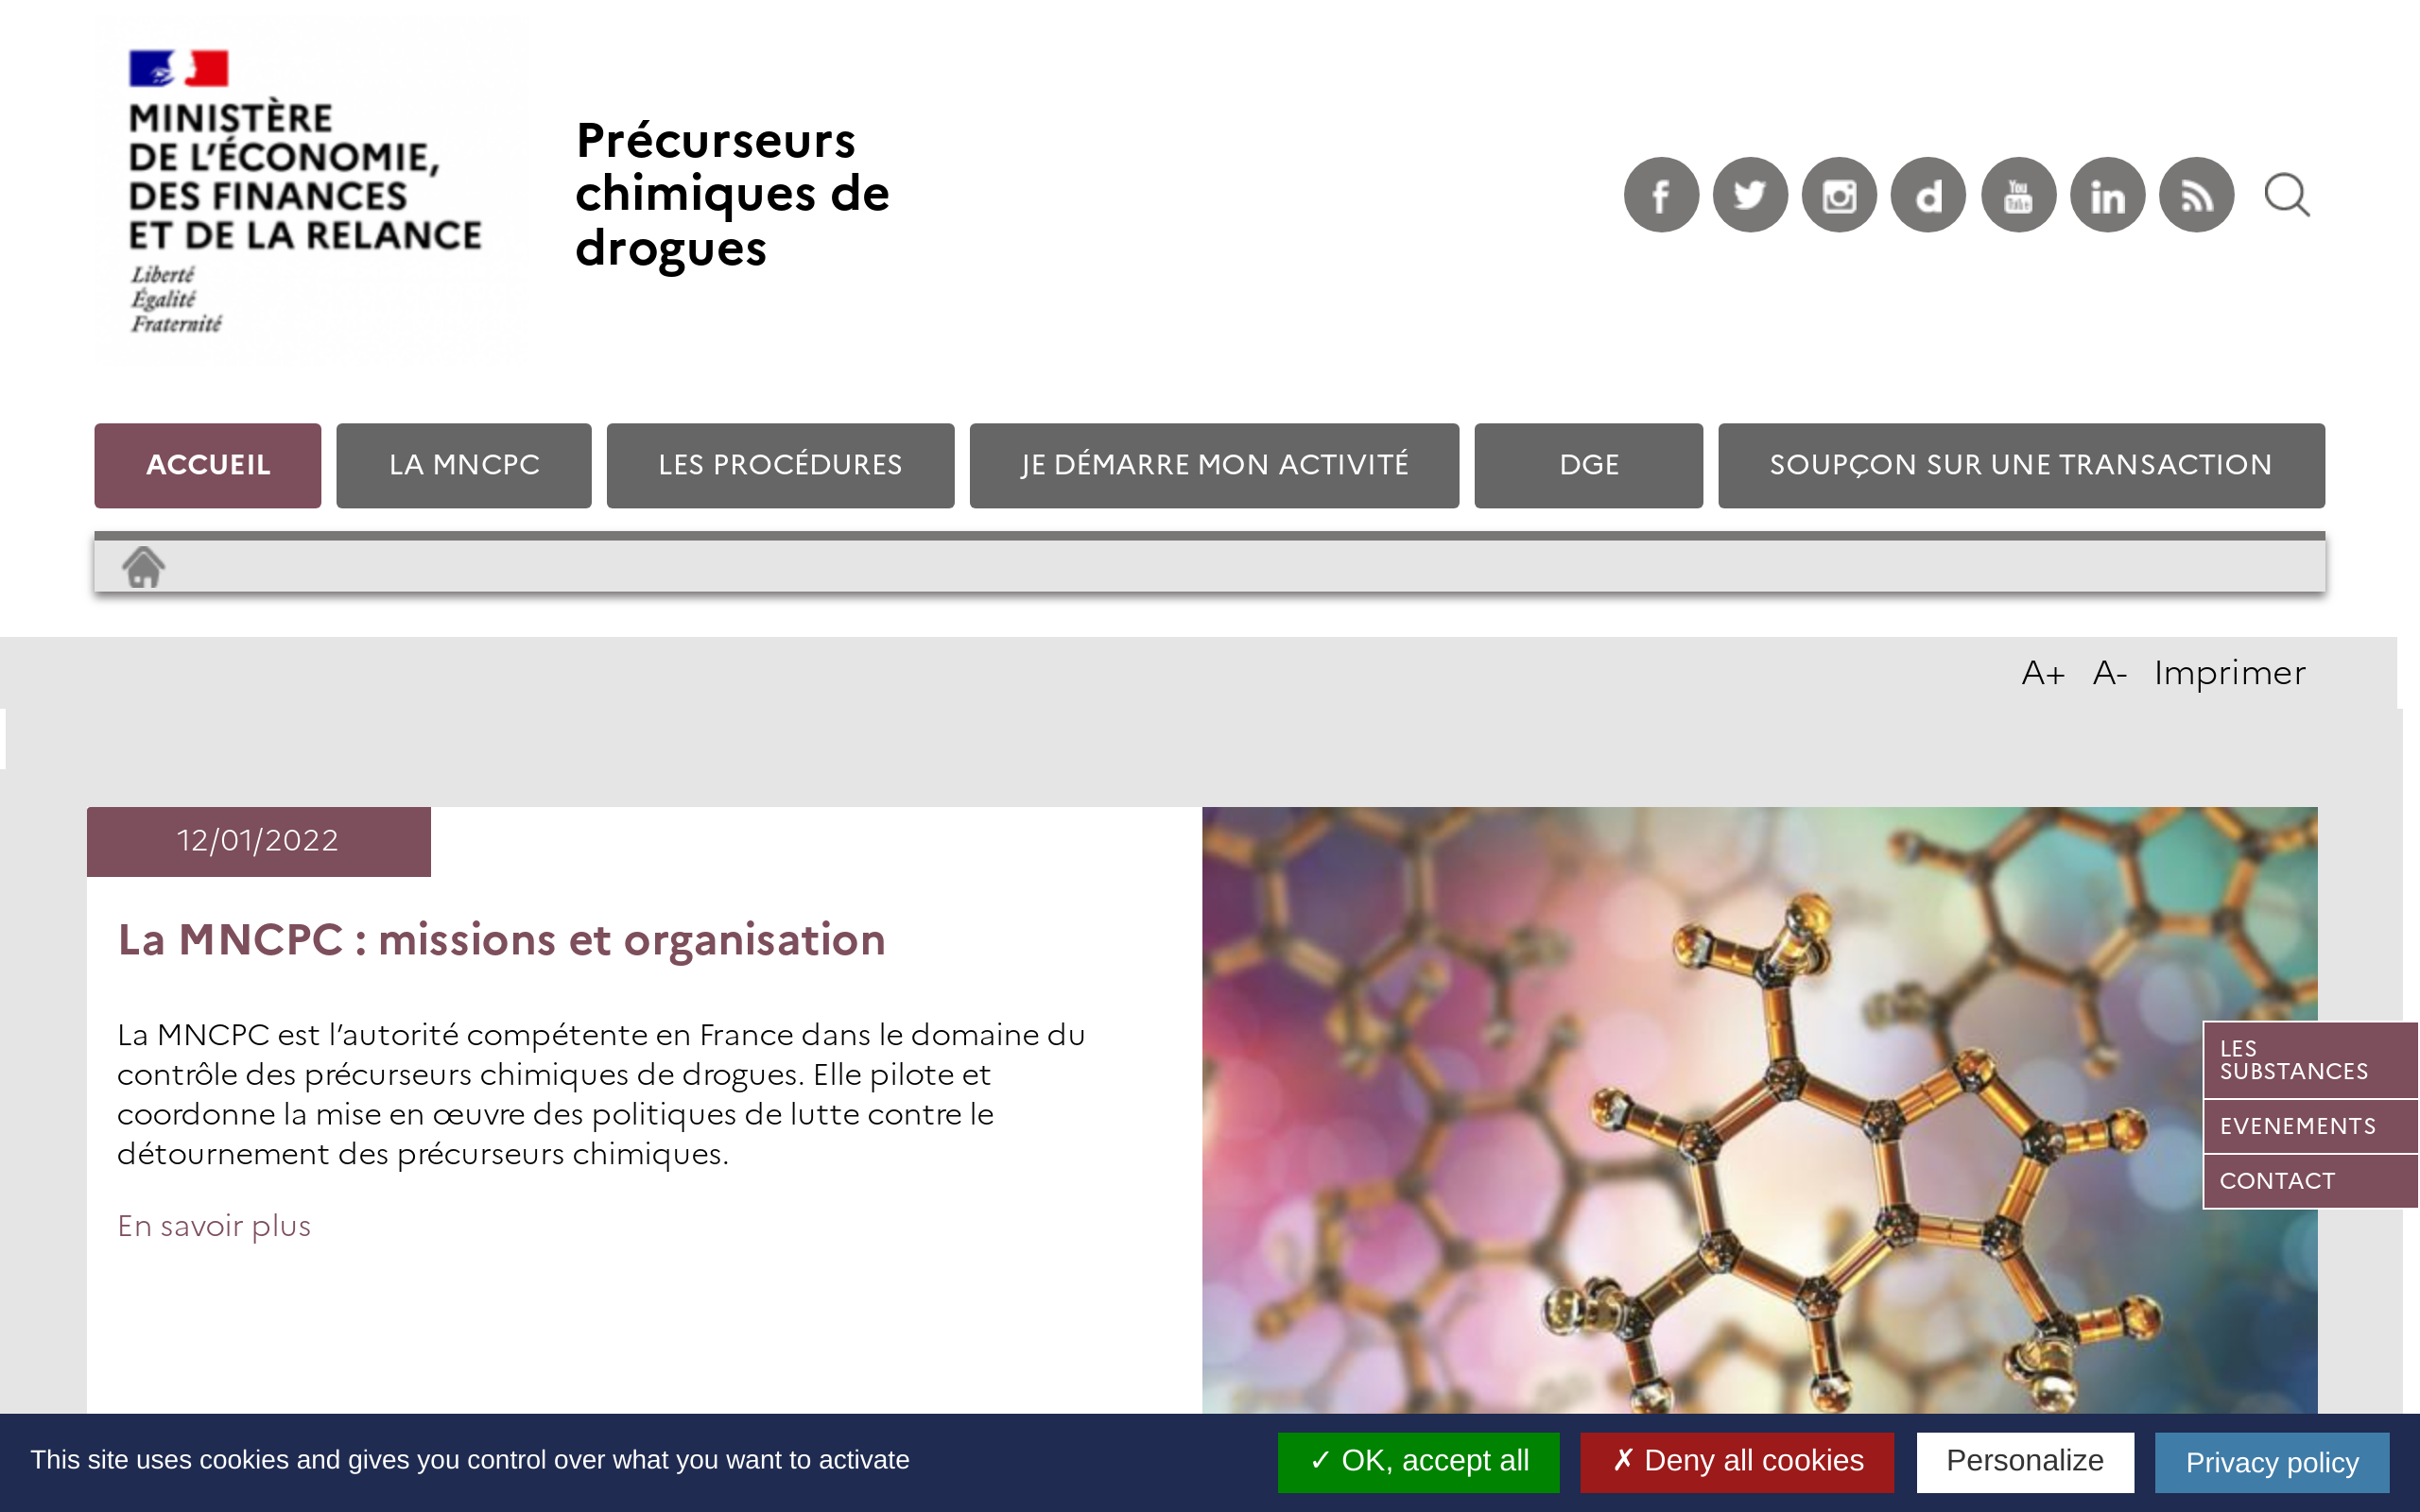 MINISTÈRE
DE L'ÉCONOMIE,
DES FINANCES
ET DE LA RELANCE
Liberté
Égalité
Fraternité
Précurseurs
chimiques de
drogues
You
Tube
ACCUEIL
LA MNCPC
LES PROCÉDURES
JE DÉMARRE MON ACTIVITÉ
DGE
SOUPÇON SUR UNE TRANSACTION
A+ A- Imprimer
12/01/2022
La MNCPC : missions et organisation
La MNCPC est l’autorité compétente en France dans le domaine du
contrôle des précurseurs chimiques de drogues. Elle pilote et
coordonne la mise en œuvre des politiques de lutte contre le
détournement des précurseurs chimiques.
En savoir plus
LES
SUBSTANCES
EVENEMENTS
CONTACT
This site uses cookies and gives you control over what you want to activate
✓ OK, accept all
✗ Deny all cookies
Personalize
Privacy policy